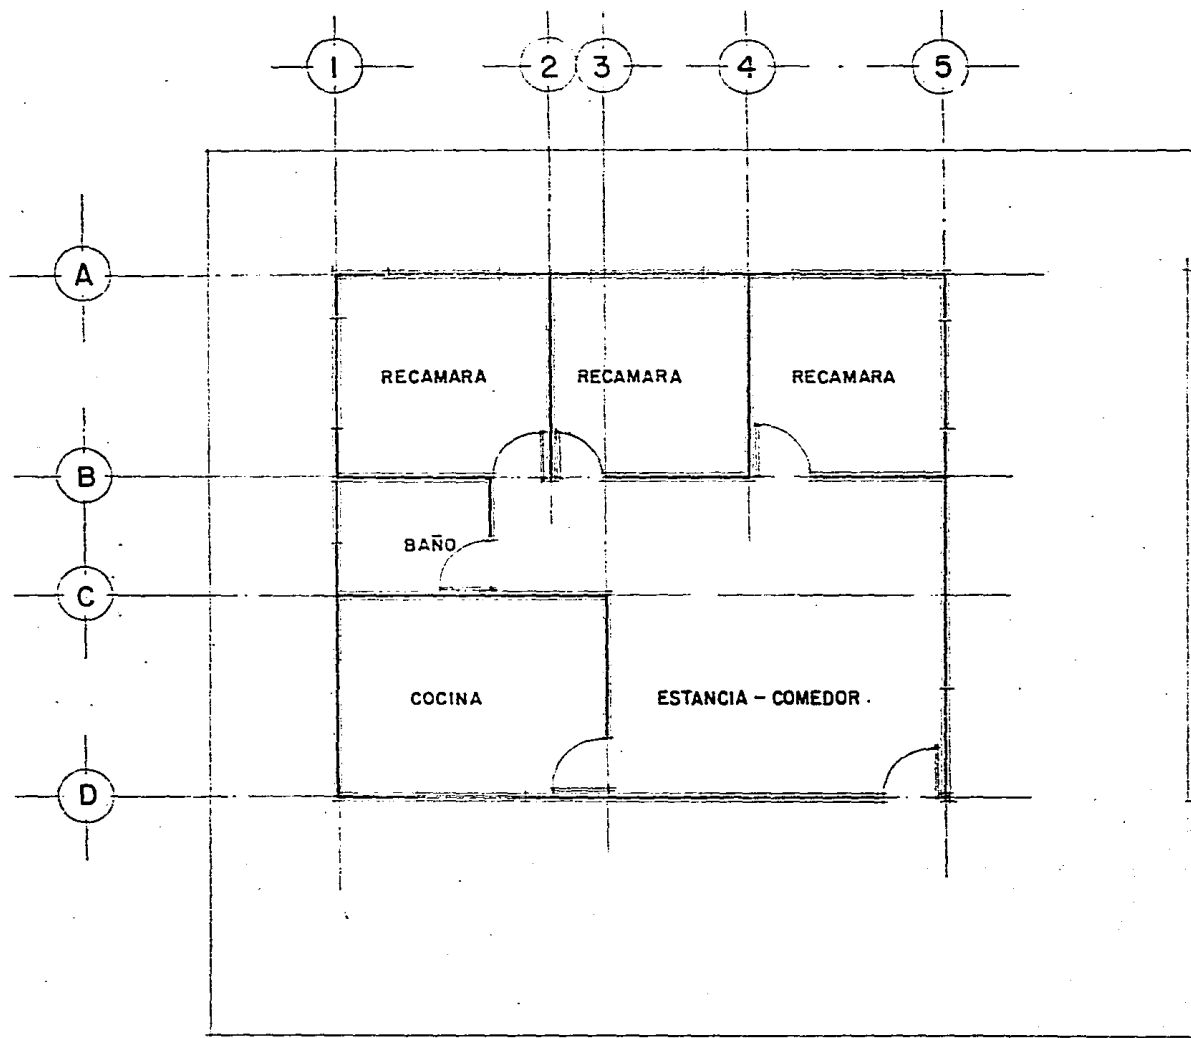 1 2 3 4 5
A
RECAMARA RECAMARA RECAMARA
B
BAÑO
C
COCINA ESTANCIA – COMEDOR.
D